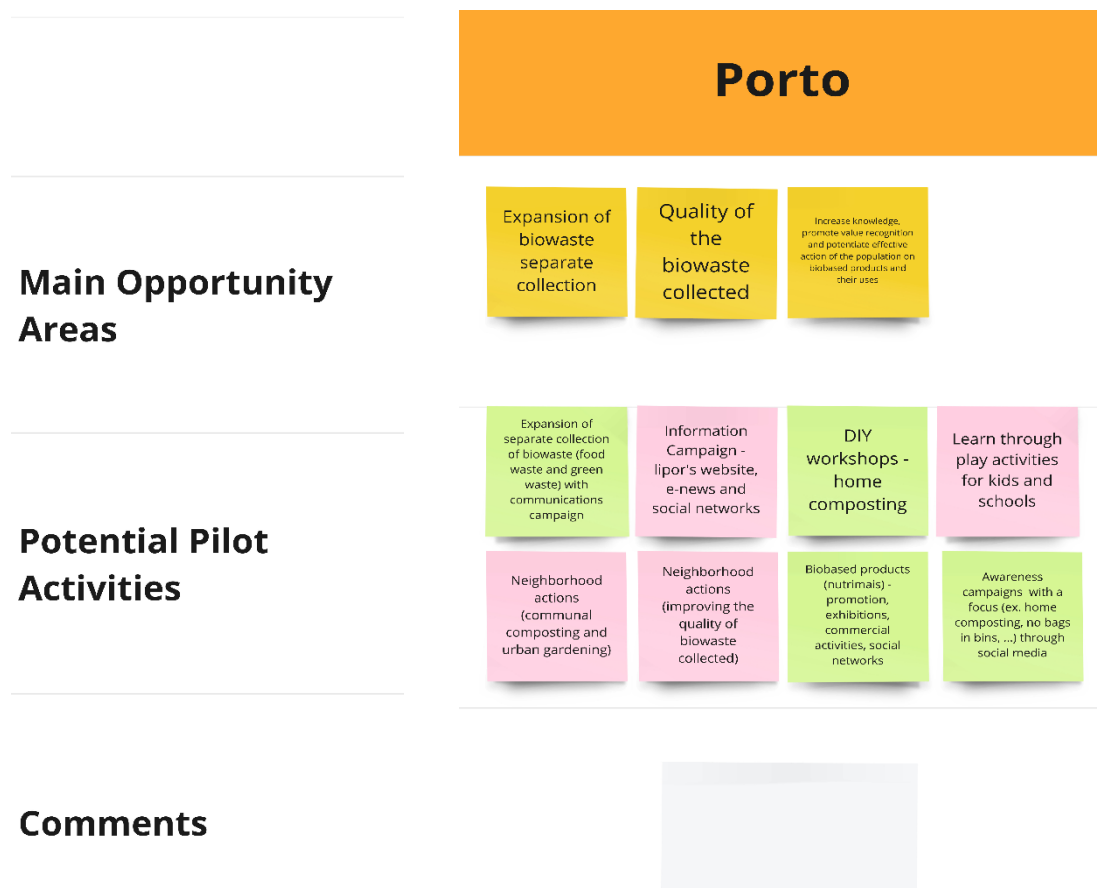 Porto
Main Opportunity
Areas
Expansion of
biowaste
separate
collection
Quality of
the
biowaste
collected
Increase knowledge,
promote value recognition
and potentiate effective
action of the population on
biobased products and
their uses
Potential Pilot
Activities
Expansion of
separate collection
of biowaste (food
waste and green
waste) with
communications
campaign
Information
Campaign -
lipor's website,
e-news and
social networks
DIY
workshops -
home
composting
Learn through
play activities
for kids and
schools
Neighborhood
actions
(communal
composting and
urban gardening)
Neighborhood
actions
(improving the
quality of
biowaste
collected)
Biobased products
(nutrimais) -
promotion,
exhibitions,
commercial
activities, social
networks
Awareness
campaigns with a
focus (ex. home
composting, no bags
in bins, ...) through
social media
Comments